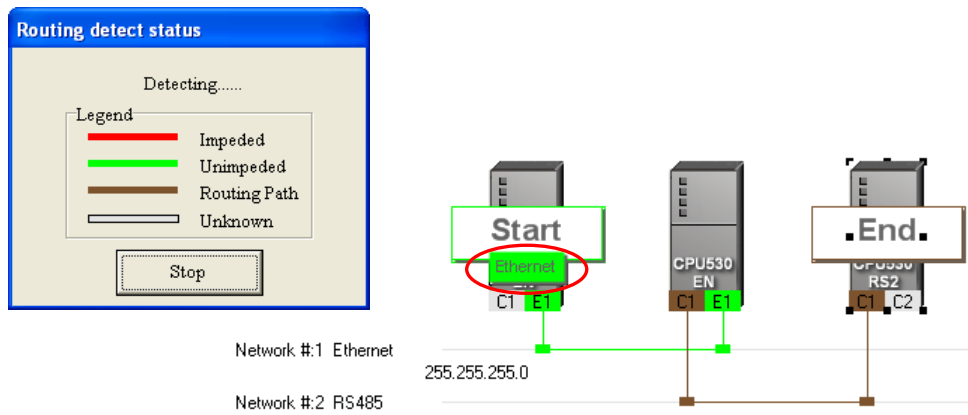 Routing detect status
Detecting......
Legend
Impeded
Unimpeded
Routing Path
Unknown
Stop
Start
Ethernet
EN
C1 E1
CPU530
EN
C1 E1
End
CPU530
RS2
C1 C2
Network #:1 Ethernet
255.255.255.0
Network #:2 RS485